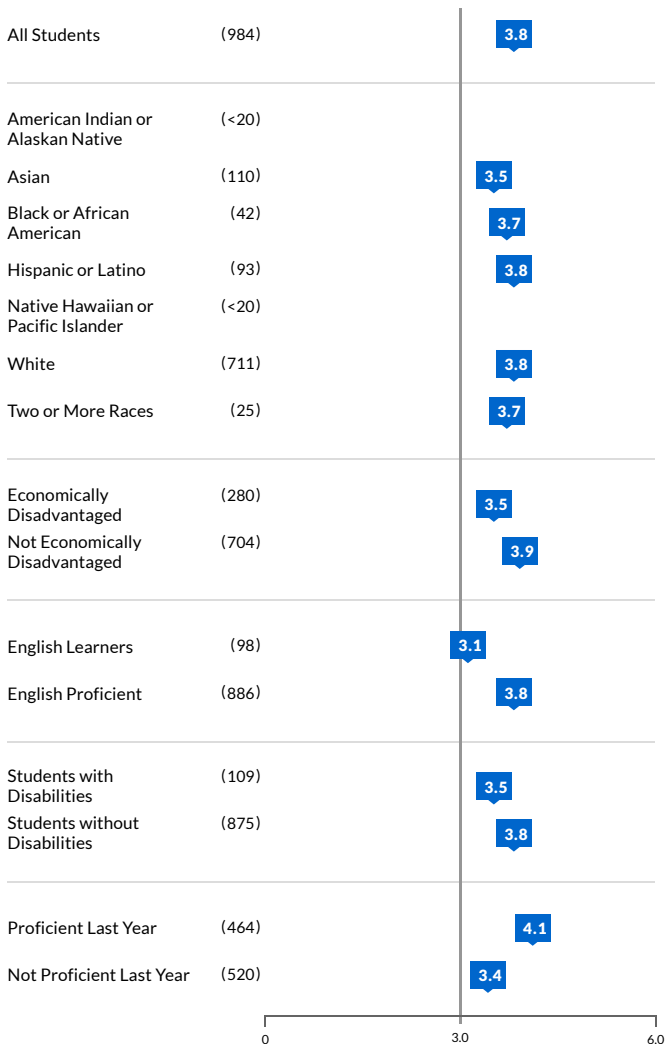 All Students (984) 3.8
American Indian or (<20)
Alaskan Native
Asian (110) 3.5
Black or African (42) 3.7
American
Hispanic or Latino (93) 3.8
Native Hawaiian or (<20)
Pacific Islander
White (711) 3.8
Two or More Races (25) 3.7
Economically (280) 3.5
Disadvantaged
Not Economically (704) 3.9
Disadvantaged
English Learners (98) 3.1
English Proficient (886) 3.8
Students with (109) 3.5
Disabilities
Students without (875) 3.8
Disabilities
Proficient Last Year (464) 4.1
Not Proficient Last Year (520) 3.4
0 3.0 6.0